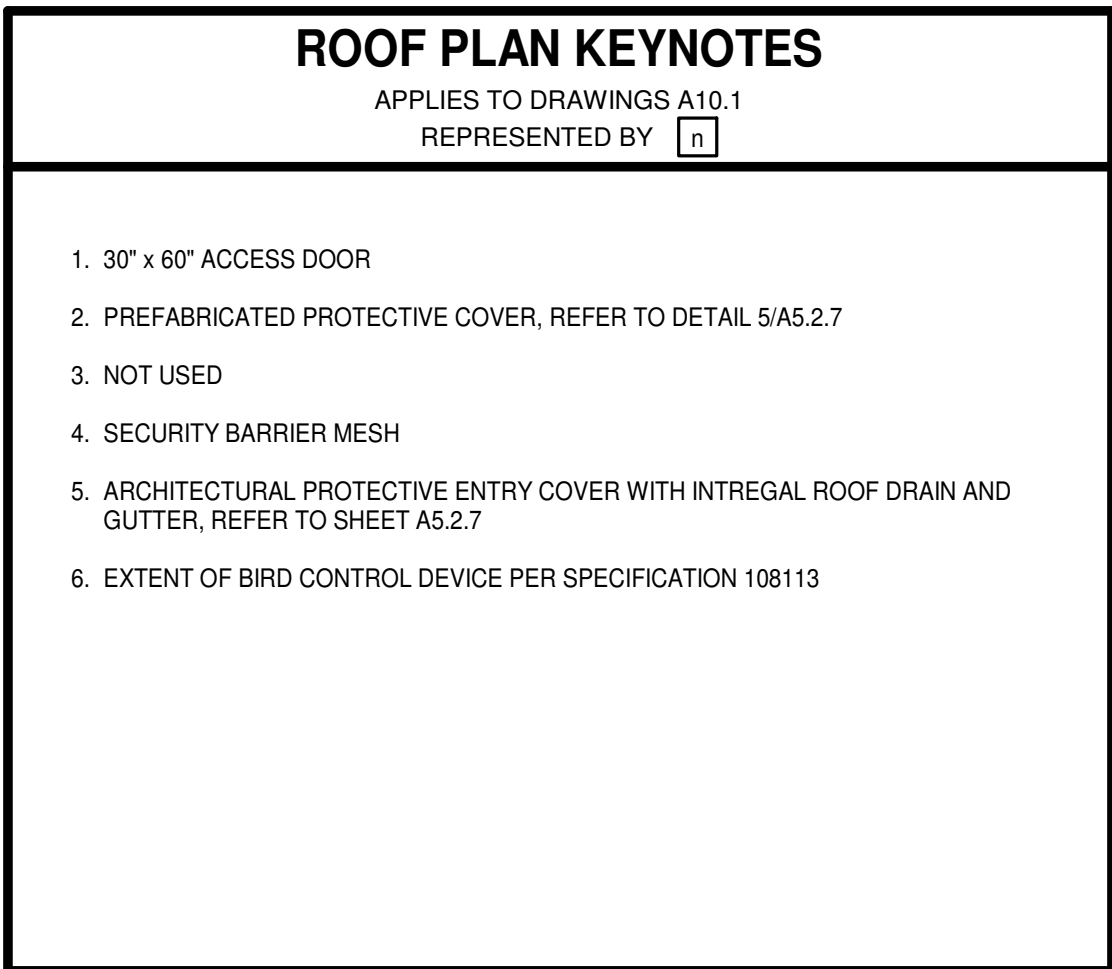 ROOF PLAN KEYNOTES
APPLIES TO DRAWINGS A10.1
REPRESENTED BY n
1. 30" x 60" ACCESS DOOR
2. PREFABRICATED PROTECTIVE COVER, REFER TO DETAIL 5/A5.2.7
3. NOT USED
4. SECURITY BARRIER MESH
5. ARCHITECTURAL PROTECTIVE ENTRY COVER WITH INTREGAL ROOF DRAIN AND
GUTTER, REFER TO SHEET A5.2.7
6. EXTENT OF BIRD CONTROL DEVICE PER SPECIFICATION 108113